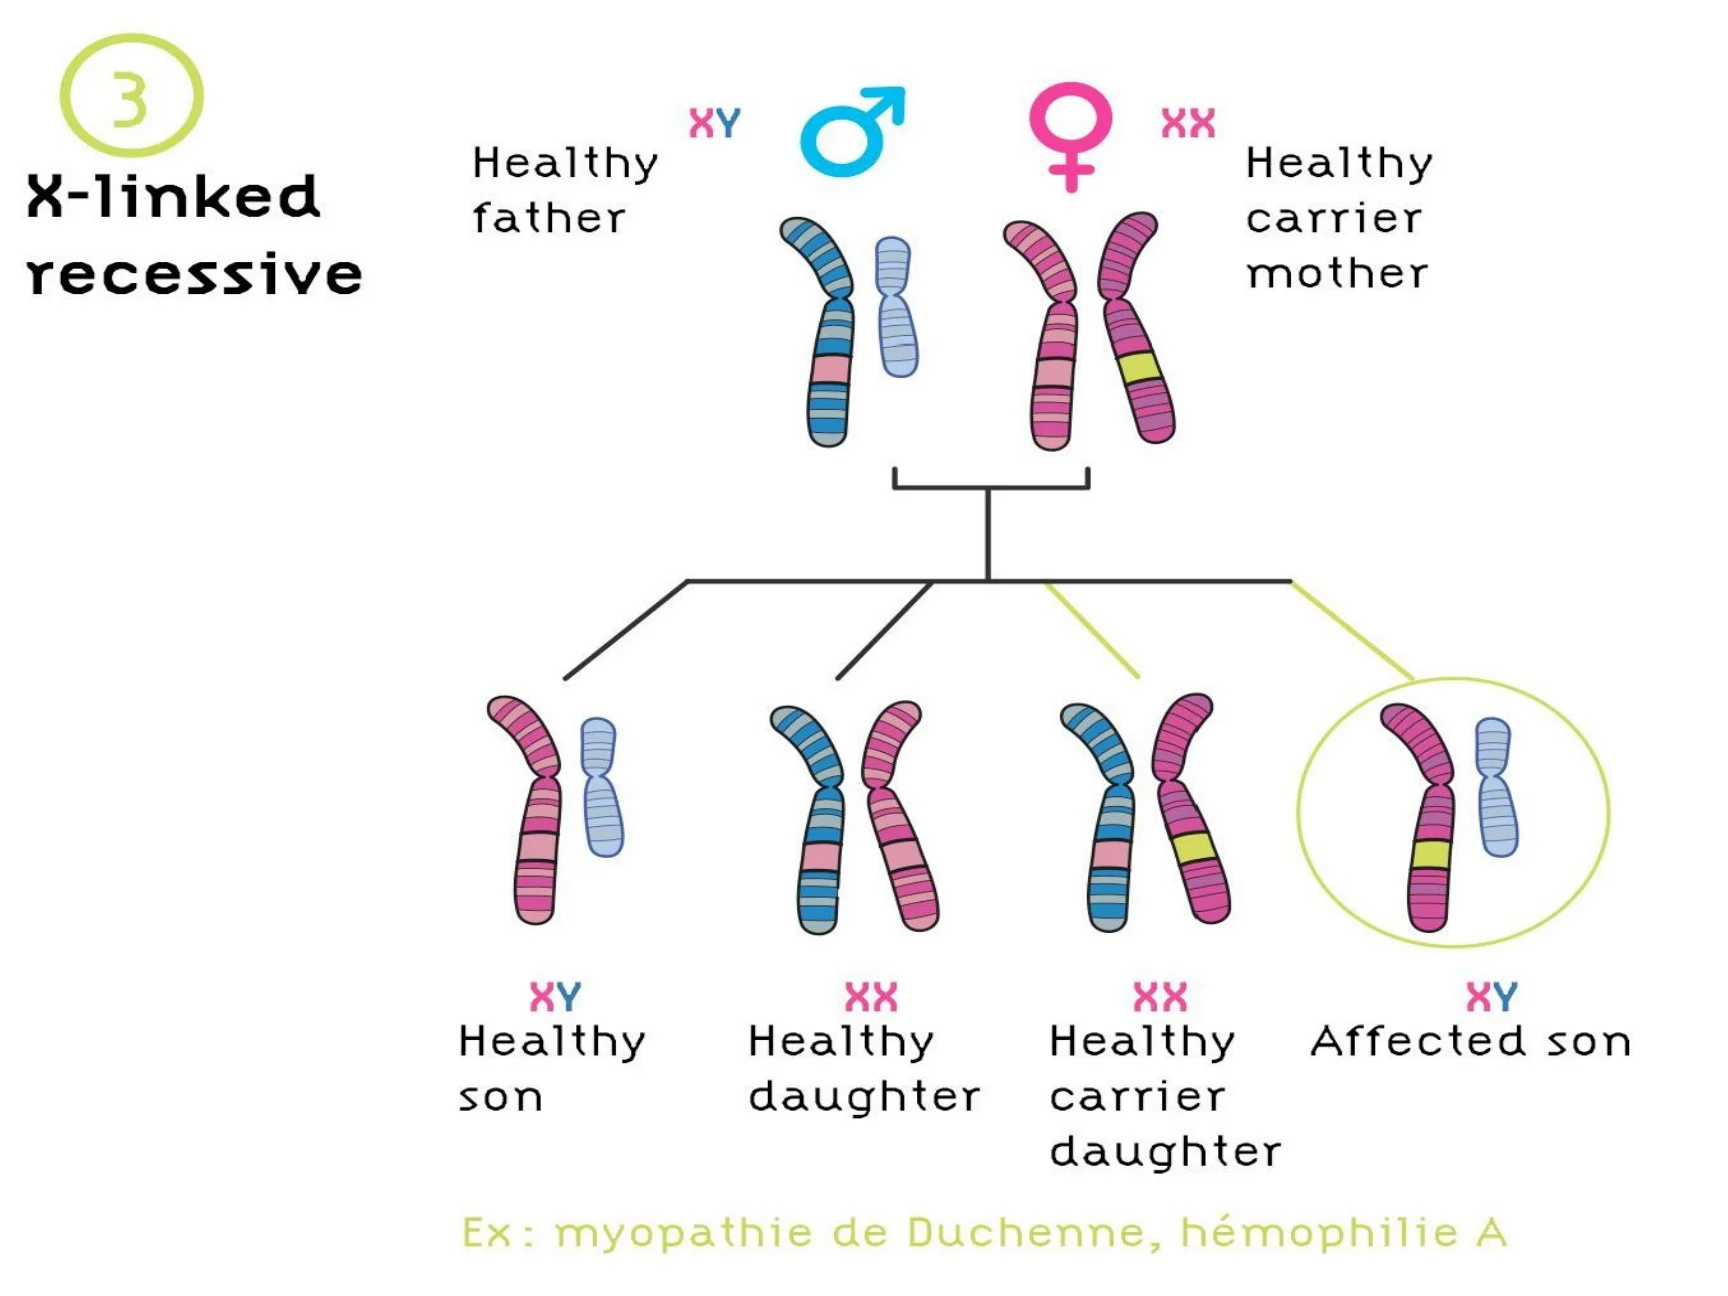 3
X-linked
recessive
XY
Healthy
father
XX
Healthy
carrier
mother
XY
Healthy
son
XX
Healthy
daughter
XX
Healthy
carrier
daughter
XY
Affected son
Ex : myopathie de Duchenne, hémophilie A